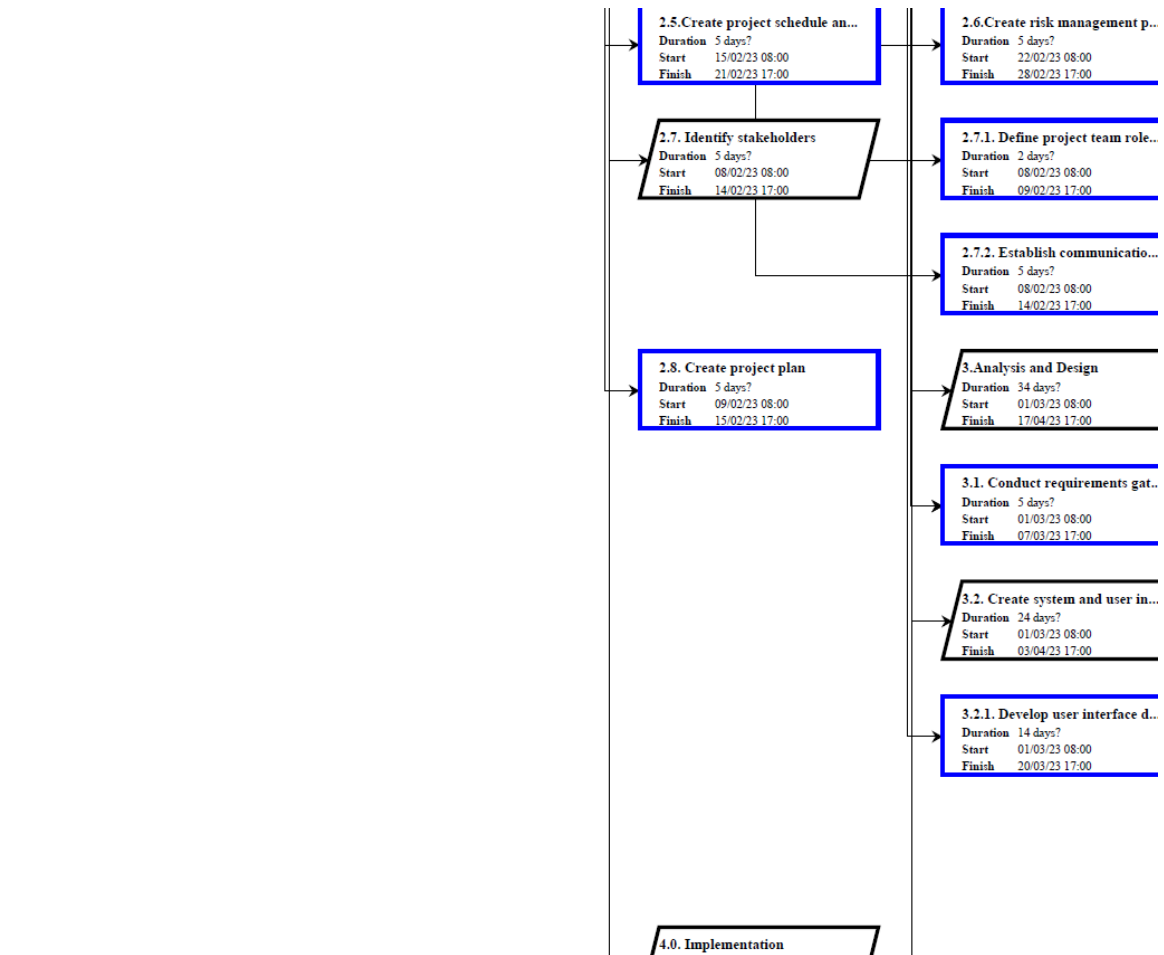 2.5.Create project schedule an...
Duration 5 days?
Start 15/02/23 08:00
Finish 21/02/23 17:00
2.6.Create risk management p...
Duration 5 days?
Start 22/02/23 08:00
Finish 28/02/23 17:00
2.7. Identify stakeholders
Duration 5 days?
Start 08/02/23 08:00
Finish 14/02/23 17:00
2.7.1. Define project team role...
Duration 2 days?
Start 08/02/23 08:00
Finish 09/02/23 17:00
2.7.2. Establish communicatio...
Duration 5 days?
Start 08/02/23 08:00
Finish 14/02/23 17:00
2.8. Create project plan
Duration 5 days?
Start 09/02/23 08:00
Finish 15/02/23 17:00
3.Analysis and Design
Duration 34 days?
Start 01/03/23 08:00
Finish 17/04/23 17:00
3.1. Conduct requirements gat...
Duration 5 days?
Start 01/03/23 08:00
Finish 07/03/23 17:00
3.2. Create system and user in...
Duration 24 days?
Start 01/03/23 08:00
Finish 03/04/23 17:00
3.2.1. Develop user interface d...
Duration 14 days?
Start 01/03/23 08:00
Finish 20/03/23 17:00
4.0. Implementation